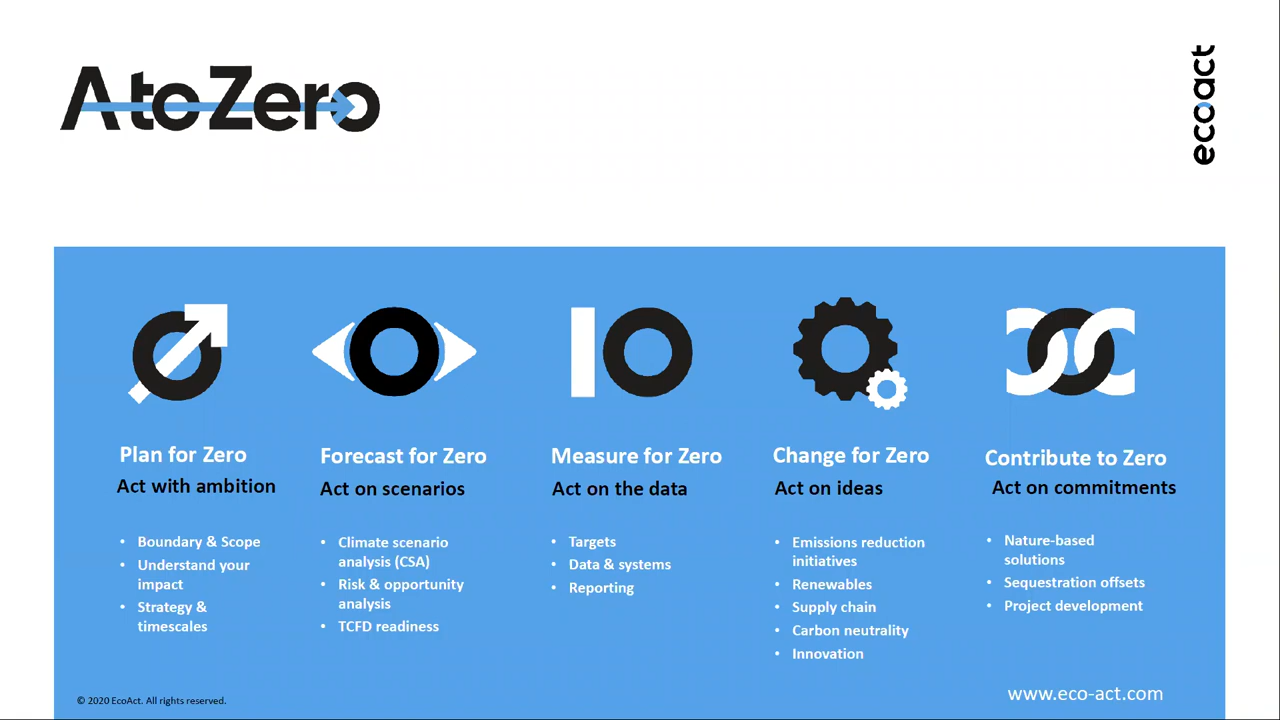 A to Zero
ecoact
Plan for Zero
Act with ambition
• Boundary & Scope
• Understand your
impact
• Strategy &
timescales
Forecast for Zero
Act on scenarios
• Climate scenario
analysis (CSA)
• Risk & opportunity
analysis
• TCFD readiness
Measure for Zero
Act on the data
• Targets
• Data & systems
• Reporting
Change for Zero
Act on ideas
• Emissions reduction
initiatives
• Renewables
• Supply chain
• Carbon neutrality
• Innovation
Contribute to Zero
Act on commitments
• Nature-based
solutions
• Sequestration offsets
• Project development
© 2020 EcoAct. All rights reserved.
www.eco-act.com